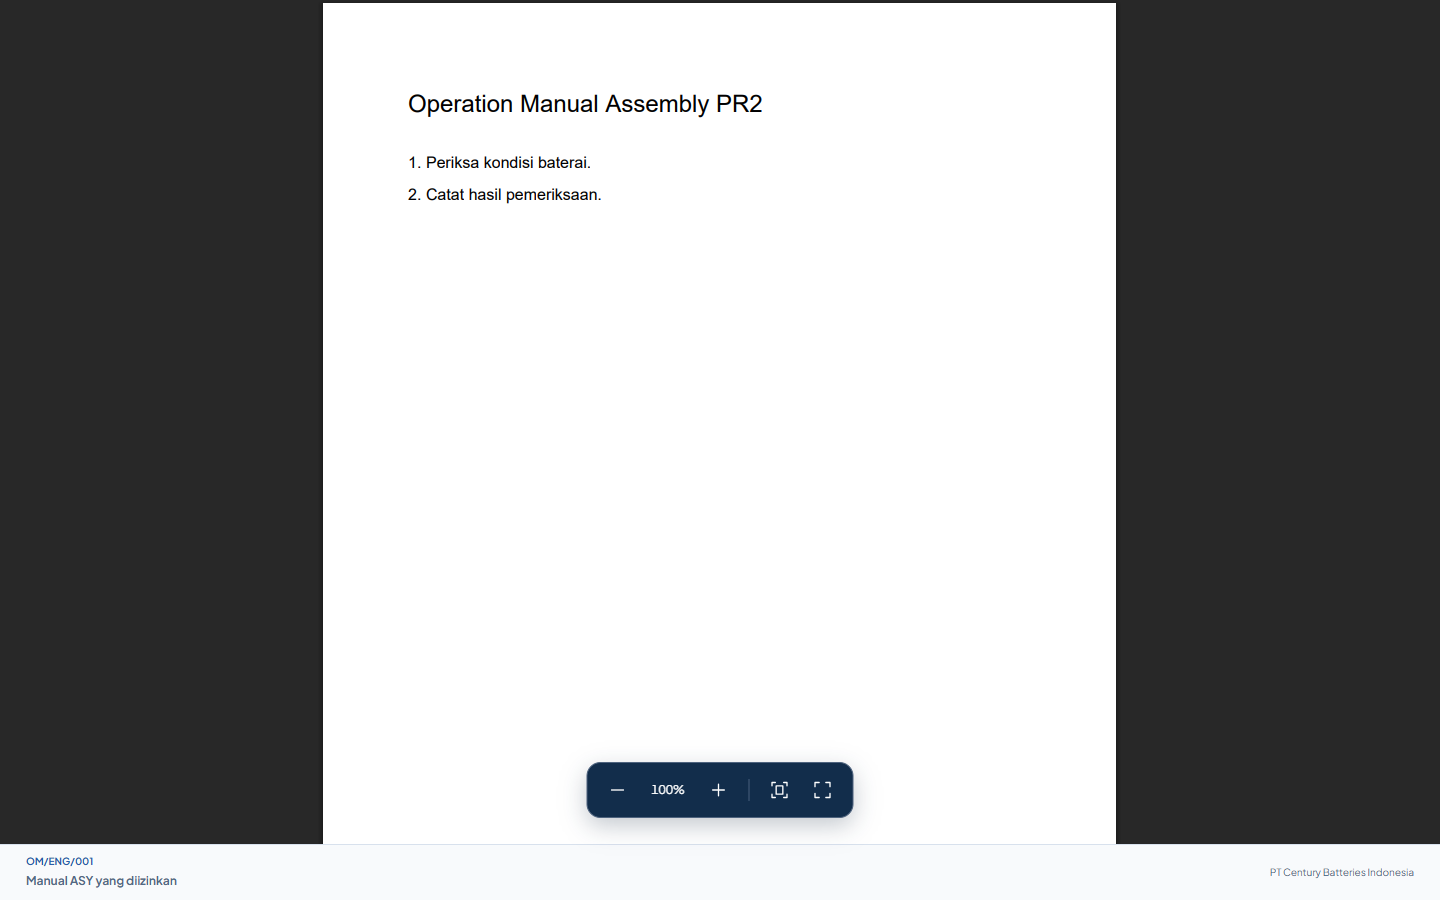 Operation Manual Assembly PR2
1. Periksa kondisi baterai.
2. Catat hasil pemeriksaan.
100%
OM/ENG/001
Manual ASY yang diizinkan
PT Century Batteries Indonesia